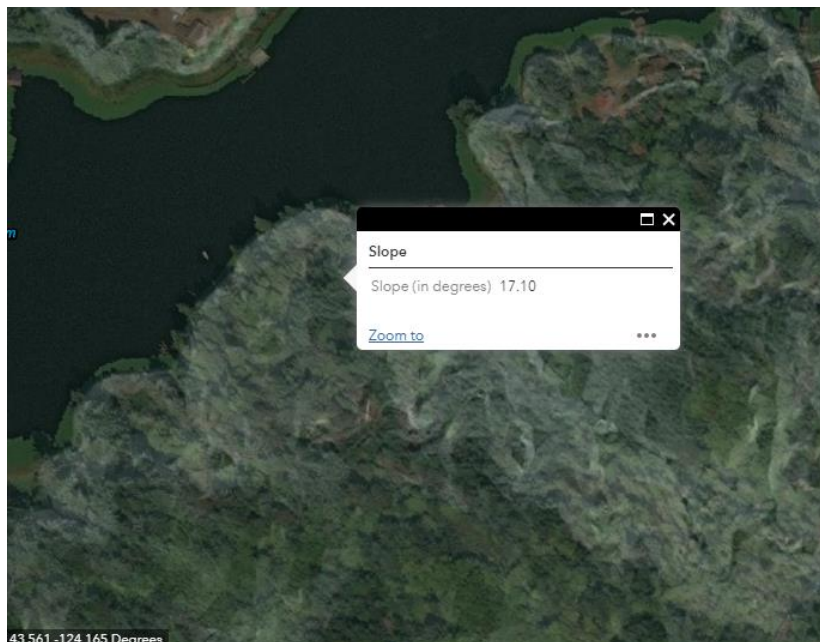 m
Slope
Slope (in degrees) 17.10
Zoom to
43.561 -124.165 Degrees